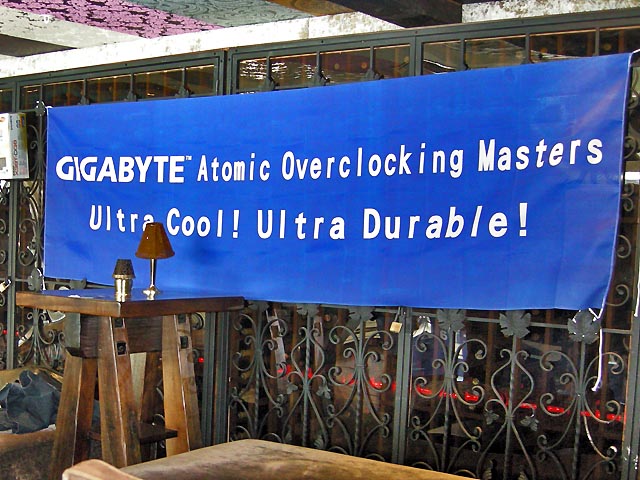 GIGABYTE™ Atomic Overclocking Masters
Ultra Cool! Ultra Durable!